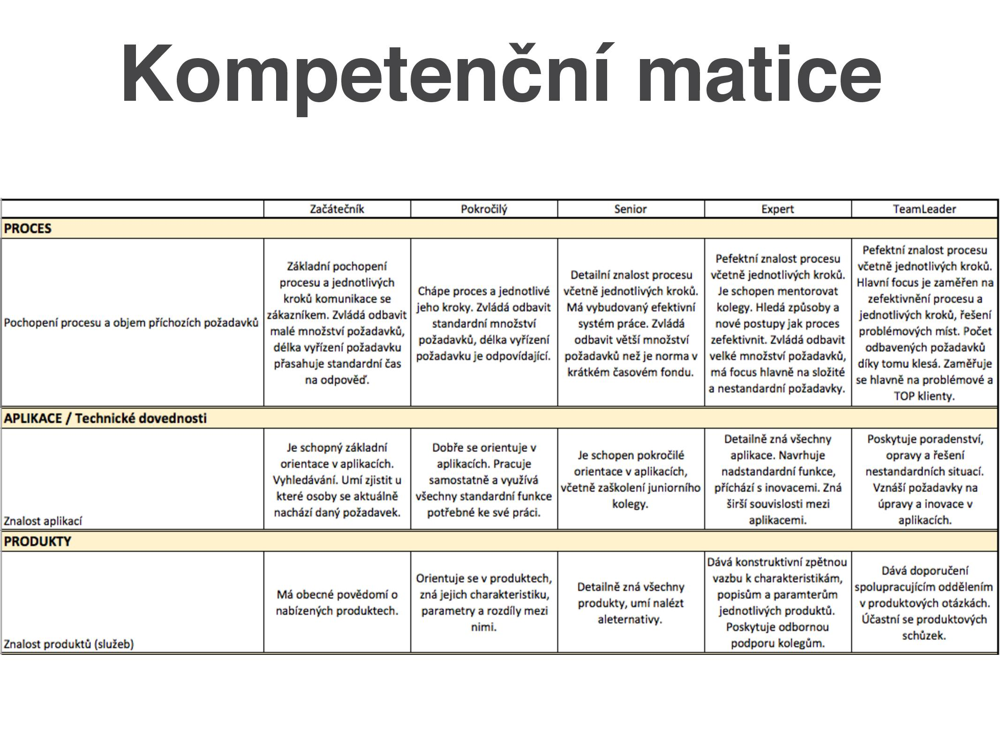 Kompetenční matice
Začátečník
Pokročilý
Senior
Expert
TeamLeader
PROCES
Pochopení procesu a objem příchozích požadavků
Základní pochopení
procesu a jednotlivých
kroků komunikace se
zákazníkem. Zvládá odbavit
malé množství požadavků,
délka vyřízení požadavku
přasahuje standardní čas
na odpověď.
Chápe proces a jednotlivé
jeho kroky. Zvládá odbavit
standardní množství
požadavků, délka vyřízení
požadavku je odpovídající.
Detailní znalost procesu
včetně jednotlivých kroků.
Má vybudovaný efektivní
systém práce. Zvládá
odbavit větší množství
požadavků než je norma v
krátkém časovém fondu.
Pefektní znalost procesu
včetně jednotlivých kroků.
Je schopen mentorovat
kolegy. Hledá způsoby a
nové postupy jak proces
zefektivnit. Zvládá odbavit
velké množství požadavků,
má focus hlavně na složité
a nestandardní požadavky.
Pefektní znalost procesu
včetně jednotlivých kroků.
Hlavní focus je zaměřen na
zefektivnění procesu a
jednotlivých kroků, řešení
problémových míst. Počet
odbavených požadavků
díky tomu klesá. Zaměřuje
se hlavně na problémové a
TOP klienty.
APLIKACE / Technické dovednosti
Znalost aplikací
Je schopný základní
orientace v aplikacích.
Vyhledávání. Umí zjistit u
které osoby se aktuálně
nachází daný požadavek.
Dobře se orientuje v
aplikacích. Pracuje
samostatně a využívá
všechny standardní funkce
potřebné ke své práci.
Je schopen pokročilé
orientace v aplikacích,
včetně zaškolení juniorního
kolegy.
Detailně zná všechny
aplikace. Navrhuje
nadstandardní funkce,
příchází s inovacemi. Zná
širší souvislosti mezi
aplikacemi.
Poskytuje poradenství,
opravy a řešení
nestandardních situací.
Vznáší požadavky na
úpravy a inovace v
aplikacích.
PRODUKTY
Znalost produktů (služeb)
Má obecné povědomí o
nabízených produktech.
Orientuje se v produktech,
zná jejich charakteristiku,
parametry a rozdíly mezi
nimi.
Detailně zná všechny
produkty, umí nalézt
aleternativy.
Dává konstruktivní zpětnou
vazbu k charakteristikám,
popisům a paramterům
jednotlivých produktů.
Poskytuje odbornou
podporu kolegům.
Dává doporučení
spolupracujícím oddělením
v produktových otázkách.
Účastní se produktových
schůzek.